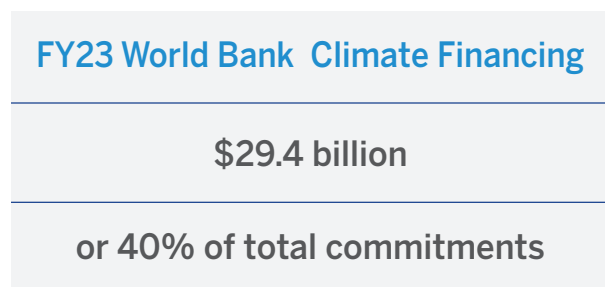 FY23 World Bank Climate Financing
$29.4 billion
or 40% of total commitments